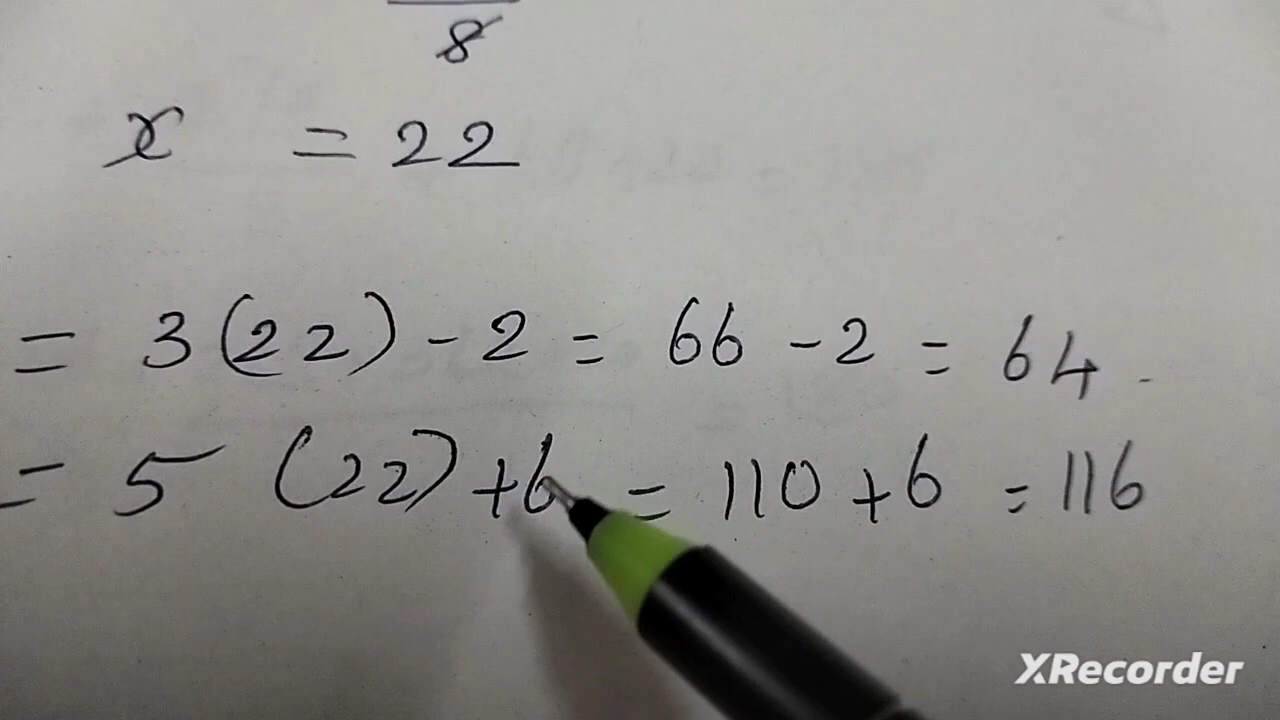 8
x = 22
= 3(22) - 2 = 66 - 2 = 64.
= 5 (22) + 6 = 110 + 6 = 116
XRecorder